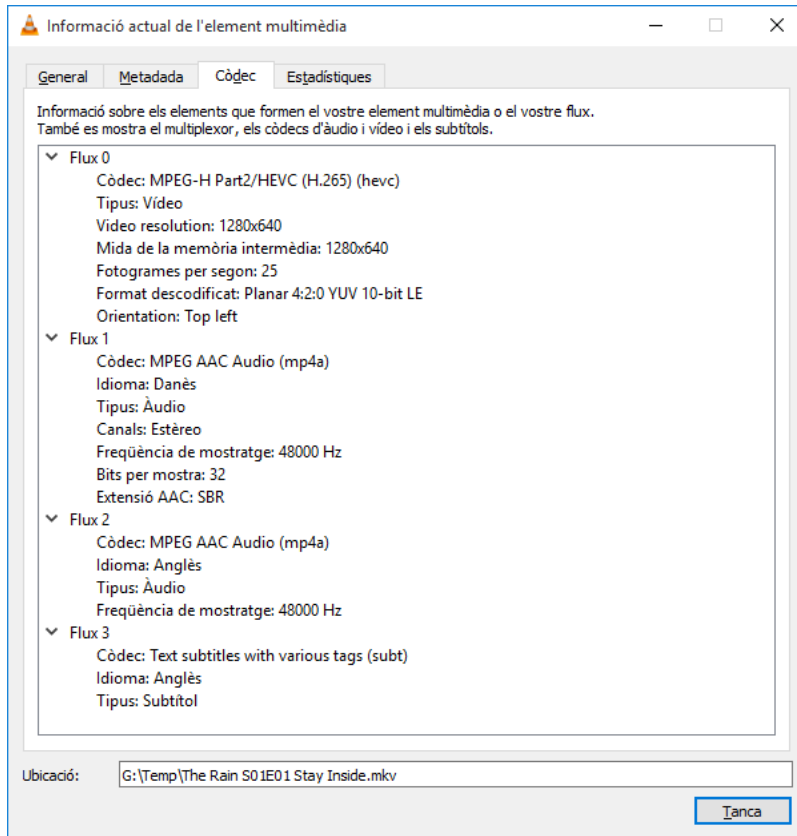 Informació actual de l'element multimèdia
General Metadada Còdec Estadístiques
Informació sobre els elements que formen el vostre element multimèdia o el vostre flux.
També es mostra el multiplexor, els còdecs d'àudio i vídeo i els subtítols.
Flux 0
Còdec: MPEG-H Part2/HEVC (H.265) (hevc)
Tipus: Vídeo
Video resolution: 1280x640
Mida de la memòria intermèdia: 1280x640
Fotogrames per segon: 25
Format descodificat: Planar 4:2:0 YUV 10-bit LE
Orientation: Top left
Flux 1
Còdec: MPEG AAC Audio (mp4a)
Idioma: Danès
Tipus: Àudio
Canals: Estèreo
Freqüència de mostratge: 48000 Hz
Bits per mostra: 32
Extensió AAC: SBR
Flux 2
Còdec: MPEG AAC Audio (mp4a)
Idioma: Anglès
Tipus: Àudio
Freqüència de mostratge: 48000 Hz
Flux 3
Còdec: Text subtitles with various tags (subt)
Idioma: Anglès
Tipus: Subtítol
Ubicació: G:\Temp\The Rain S01E01 Stay Inside.mkv
Tanca